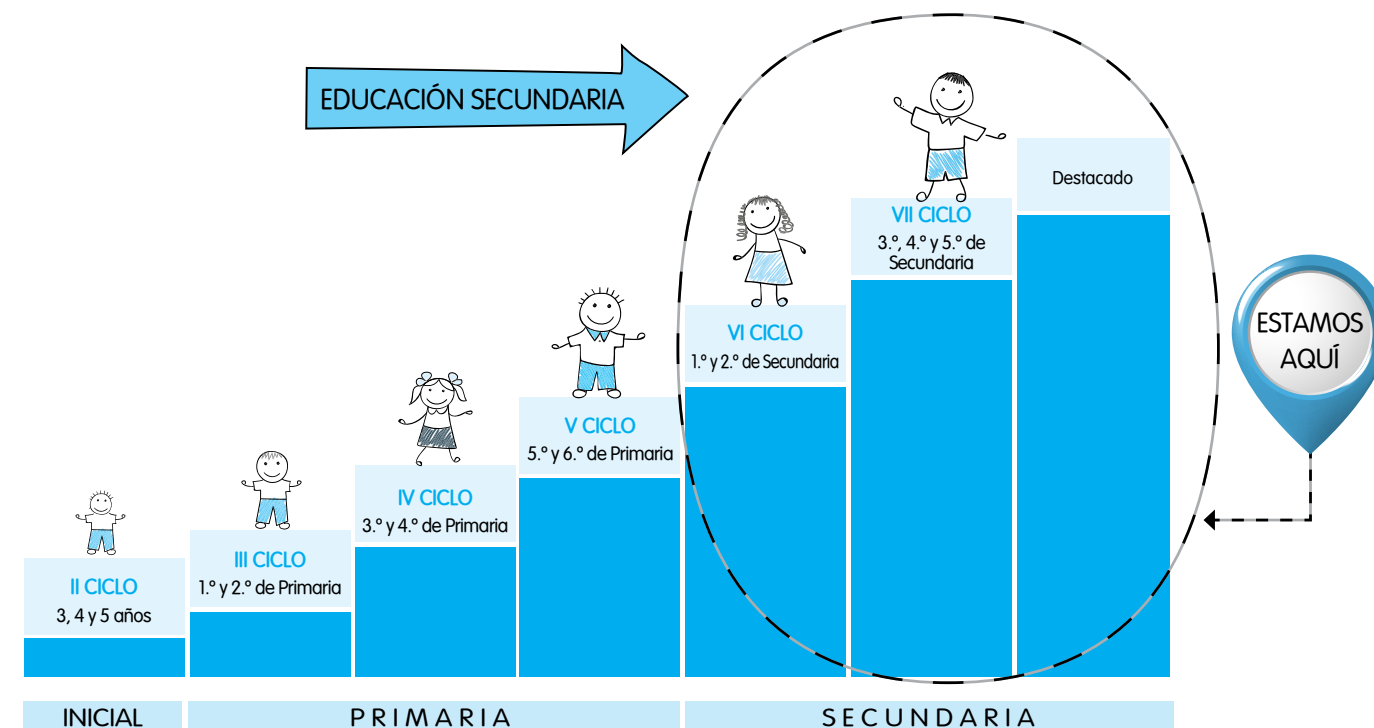 EDUCACIÓN SECUNDARIA
Destacado
VII CICLO
3.º, 4.º y 5.º de
Secundaria
VI CICLO
1.º y 2.º de Secundaria
V CICLO
5.º y 6.º de Primaria
IV CICLO
3.º y 4.º de Primaria
III CICLO
1.º y 2.º de Primaria
II CICLO
3, 4 y 5 años
ESTAMOS
AQUÍ
INICIAL
PRIMARIA
SECUNDARIA